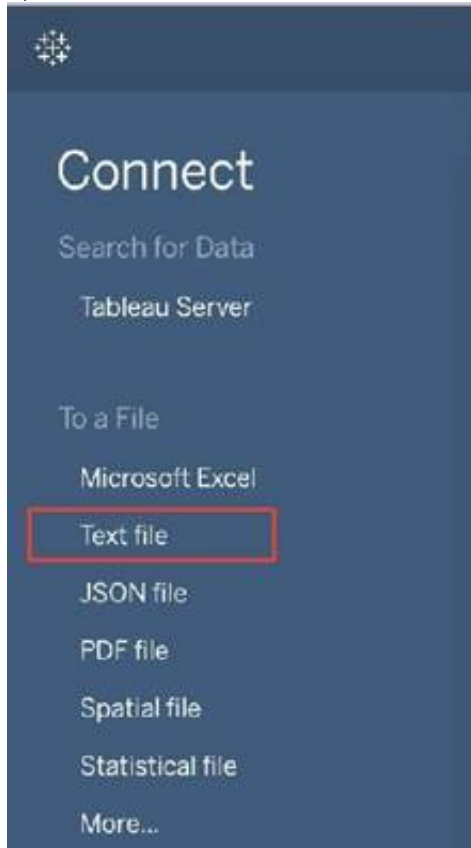 Connect
Search for Data
Tableau Server
To a File
Microsoft Excel
Text file
JSON file
PDF file
Spatial file
Statistical file
More...